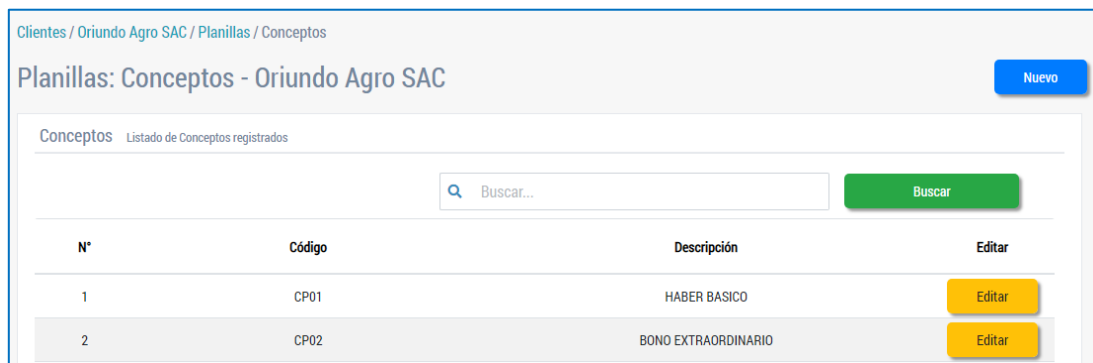 Clientes / Oriundo Agro SAC / Planillas / Conceptos
Planillas: Conceptos - Oriundo Agro SAC
Nuevo
Conceptos Listado de Conceptos registrados
Buscar... Buscar
N° Código Descripción Editar
1 CP01 HABER BASICO Editar
2 CP02 BONO EXTRAORDINARIO Editar